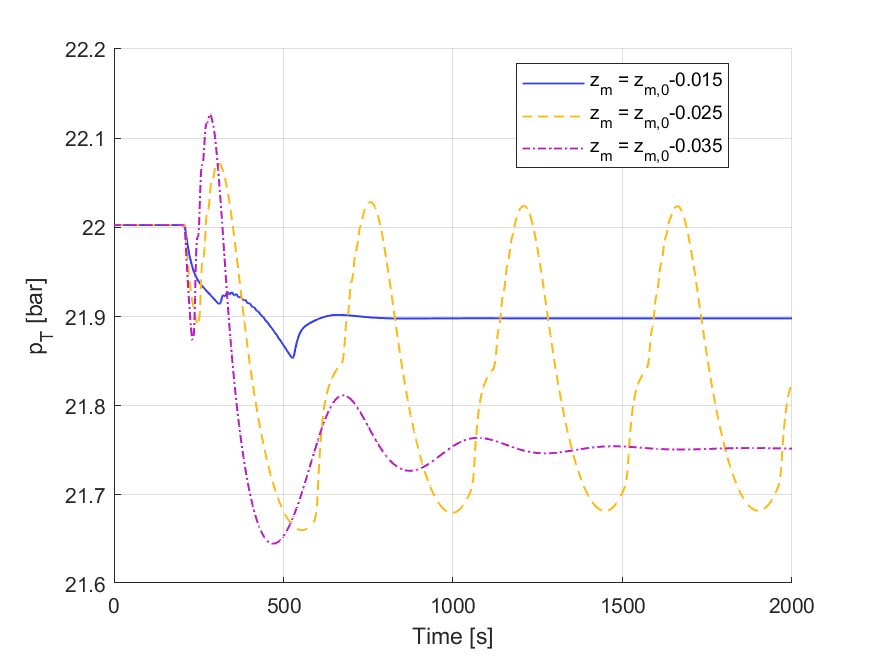 22.2
22.1
22
21.9
21.8
21.7
21.6
p_T [bar]
z_m = z_m,0-0.015
z_m = z_m,0-0.025
z_m = z_m,0-0.035
0 500 1000 1500 2000
Time [s]